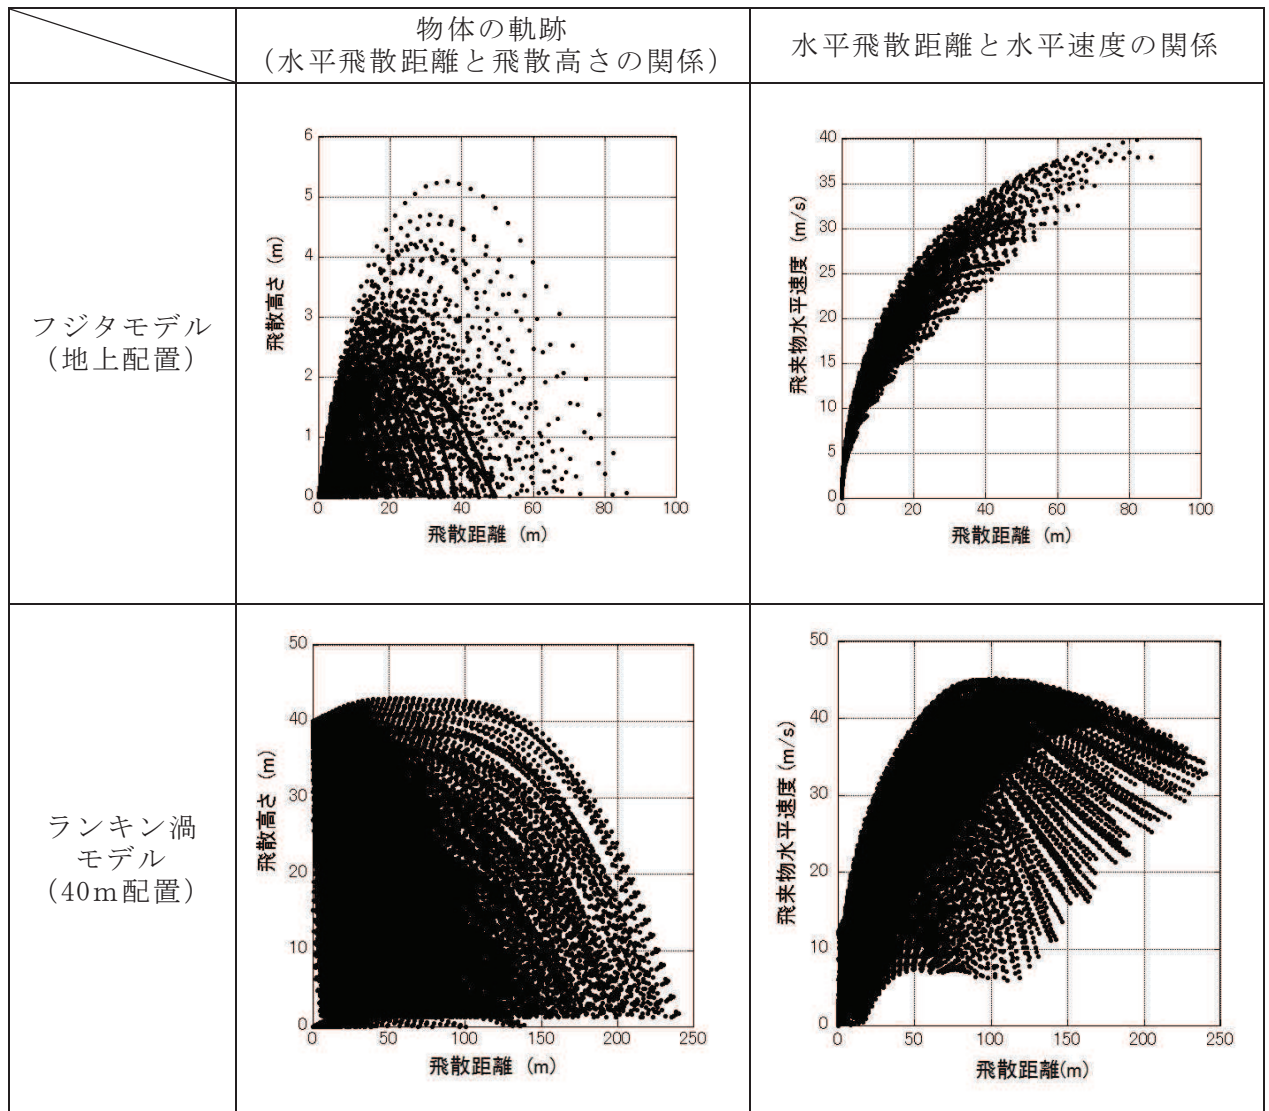 物体の軌跡
（水平飛散距離と飛散高さの関係）
水平飛散距離と水平速度の関係
フジタモデル
（地上配置）
6
5
4
3
2
1
0
飛散高さ (m)
0 20 40 60 80 100
飛散距離 (m)
40
35
30
25
20
15
10
5
0
飛来物水平速度 (m/s)
0 20 40 60 80 100
飛散距離 (m)
ランキン渦
モデル
（40m配置）
50
40
30
20
10
0
飛散高さ (m)
0 50 100 150 200 250
飛散距離 (m)
50
40
30
20
10
0
飛来物水平速度 (m/s)
0 50 100 150 200 250
飛散距離(m)